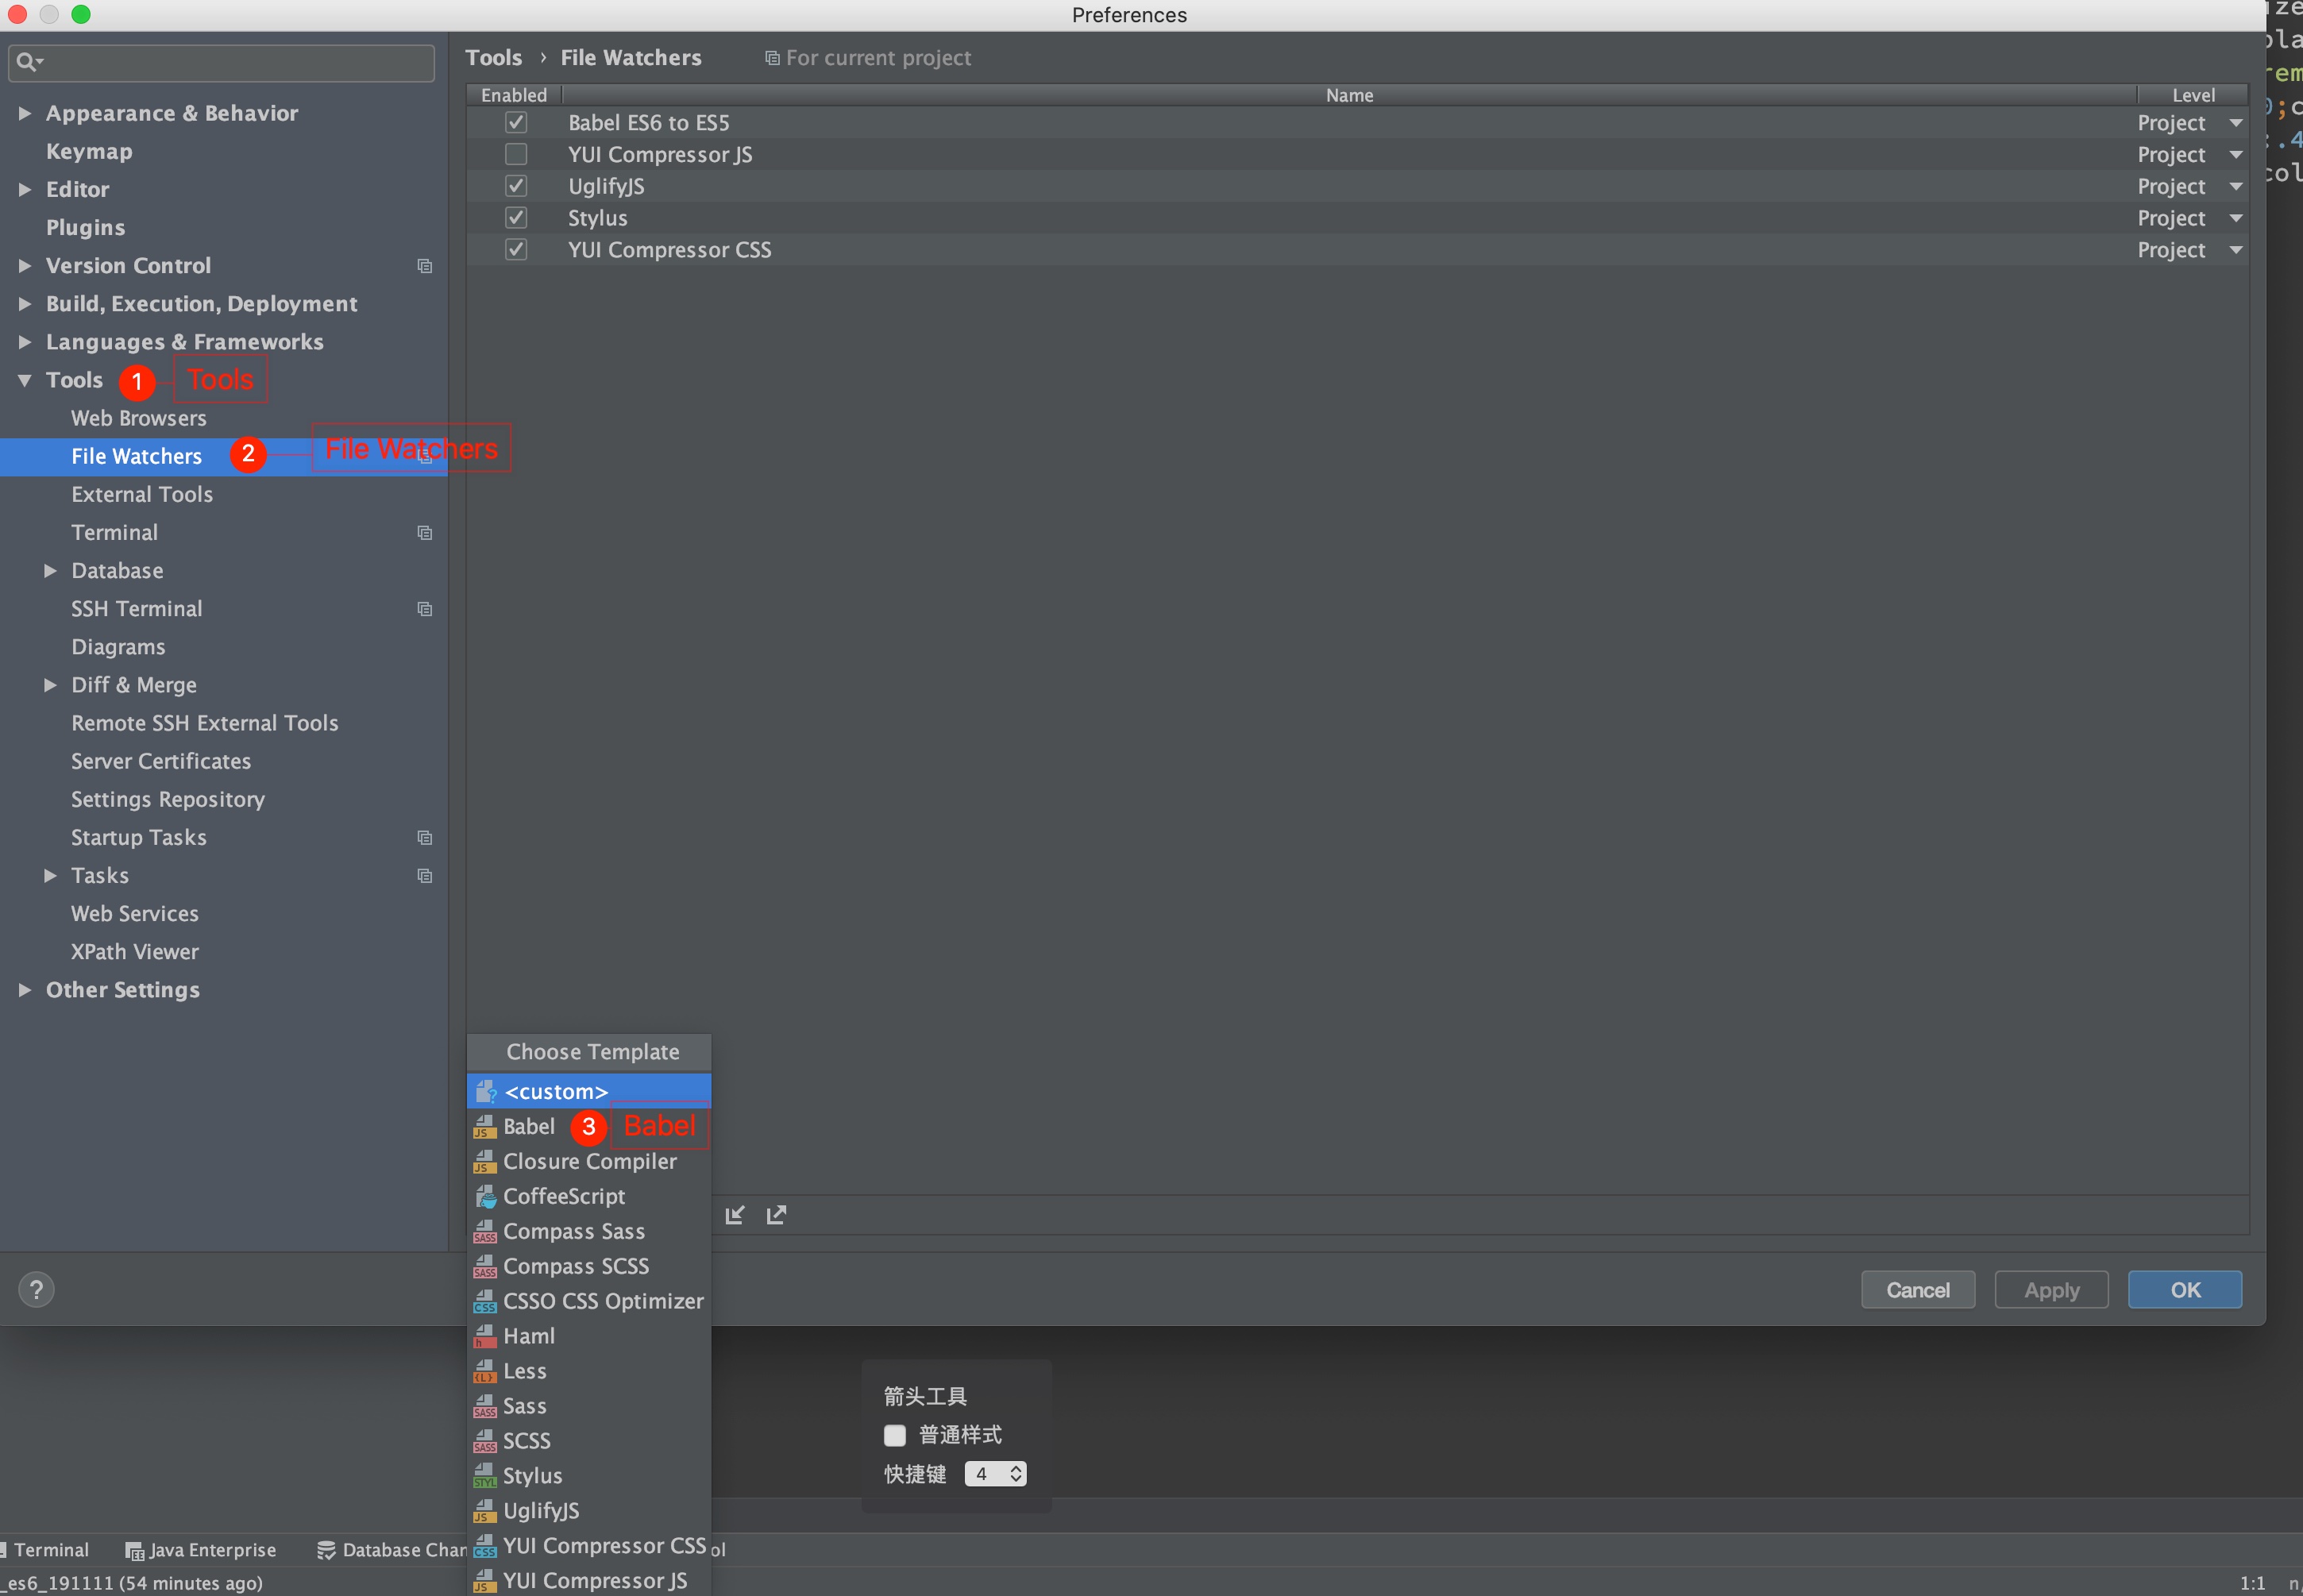 Preferences
Tools › File Watchers For current project
Enabled Name Level
Appearance & Behavior
Keymap
Editor
Plugins
Version Control
Build, Execution, Deployment
Languages & Frameworks
Tools 1 Tools
Web Browsers
File Watchers 2 File Watchers
External Tools
Terminal
Database
SSH Terminal
Diagrams
Diff & Merge
Remote SSH External Tools
Server Certificates
Settings Repository
Startup Tasks
Tasks
Web Services
XPath Viewer
Other Settings
Babel ES6 to ES5 Project
YUI Compressor JS Project
UglifyJS Project
Stylus Project
YUI Compressor CSS Project
Choose Template
<custom>
Babel 3 Babel
Closure Compiler
CoffeeScript
Compass Sass
Compass SCSS
CSSO CSS Optimizer
Haml
Less
Sass
SCSS
Stylus
UglifyJS
YUI Compressor CSS
YUI Compressor JS
? Cancel Apply OK
箭头工具
普通样式
快捷键 4
Terminal Java Enterprise Database Chan ol
_es6_191111 (54 minutes ago) 1:1